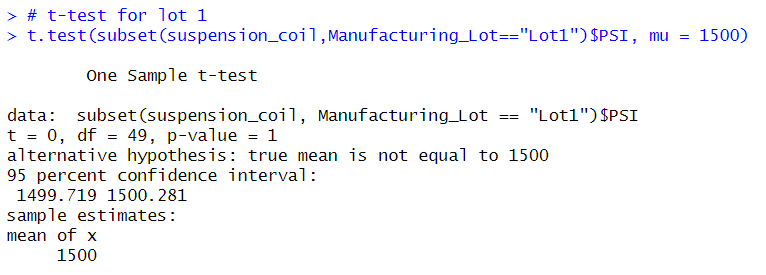 > # t-test for lot 1
> t.test(subset(suspension_coil,Manufacturing_Lot=="Lot1")$PSI, mu = 1500)
One Sample t-test
data:  subset(suspension_coil, Manufacturing_Lot == "Lot1")$PSI
t = 0, df = 49, p-value = 1
alternative hypothesis: true mean is not equal to 1500
95 percent confidence interval:
1499.719 1500.281
sample estimates:
mean of x
1500